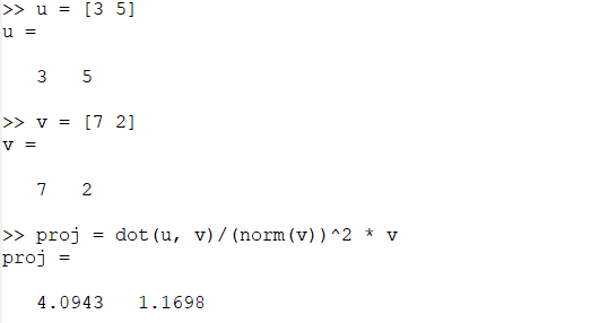 >> u = [3 5]
u =
3 5
>> v = [7 2]
v =
7 2
>> proj = dot(u, v)/(norm(v))^2 * v
proj =
4.0943 1.1698